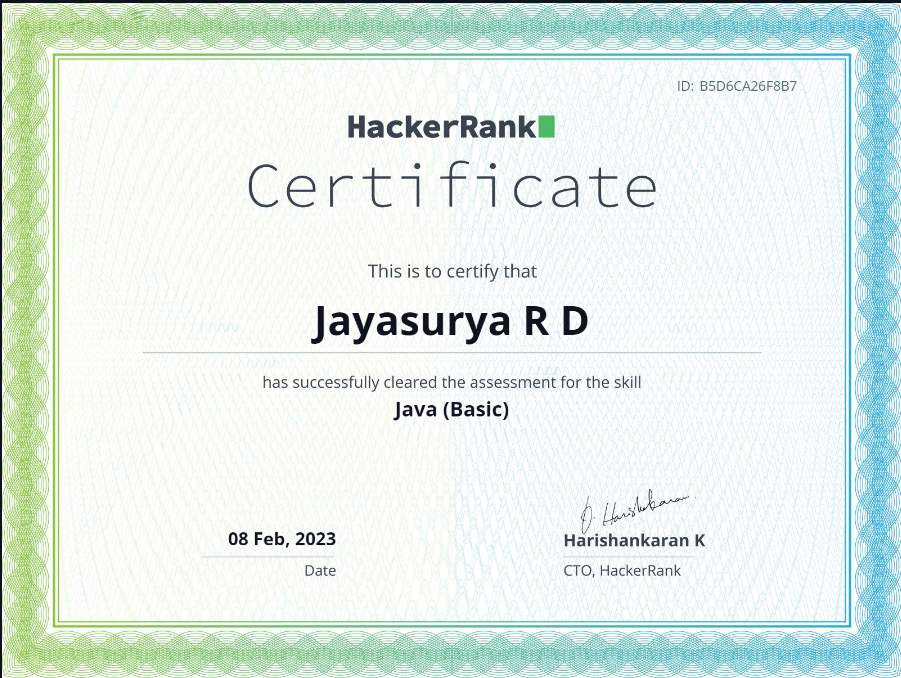 ID: B5D6CA26F8B7
HackerRank
Certificate
This is to certify that
Jayasurya R D
has successfully cleared the assessment for the skill
Java (Basic)
08 Feb, 2023
Date
Harishankaran
Harishankaran K
CTO, HackerRank